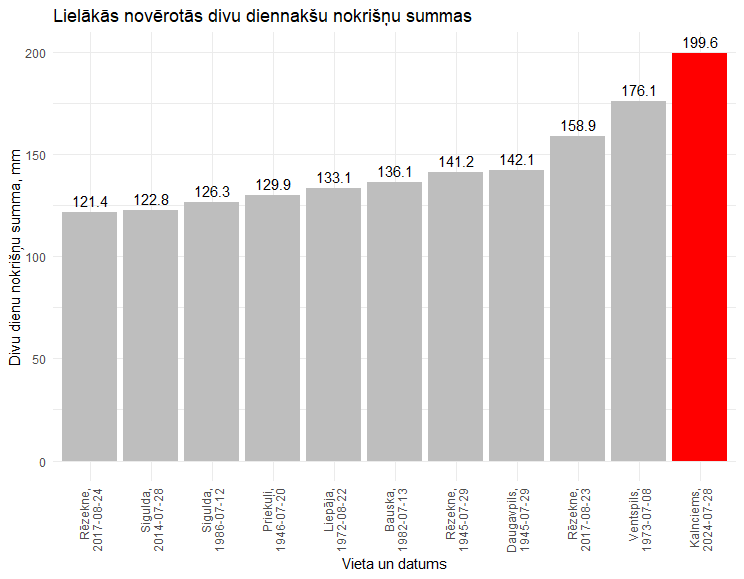 Lielākās novērotās divu diennakšu nokrišņu summas
Divu dienu nokrišņu summa, mm
200
150
100
50
0
121.4
122.8
126.3
129.9
133.1
136.1
141.2
142.1
158.9
176.1
199.6
Rēzekne,
2017-08-24
Sigulda,
2014-07-28
Sigulda,
1986-07-12
Priekuļi,
1946-07-20
Liepāja,
1972-08-22
Bauska,
1982-07-13
Rēzekne,
1945-07-29
Daugavpils,
1945-07-29
Rēzekne,
2017-08-23
Ventspils,
1973-07-08
Kalnciems,
2024-07-28
Vieta un datums